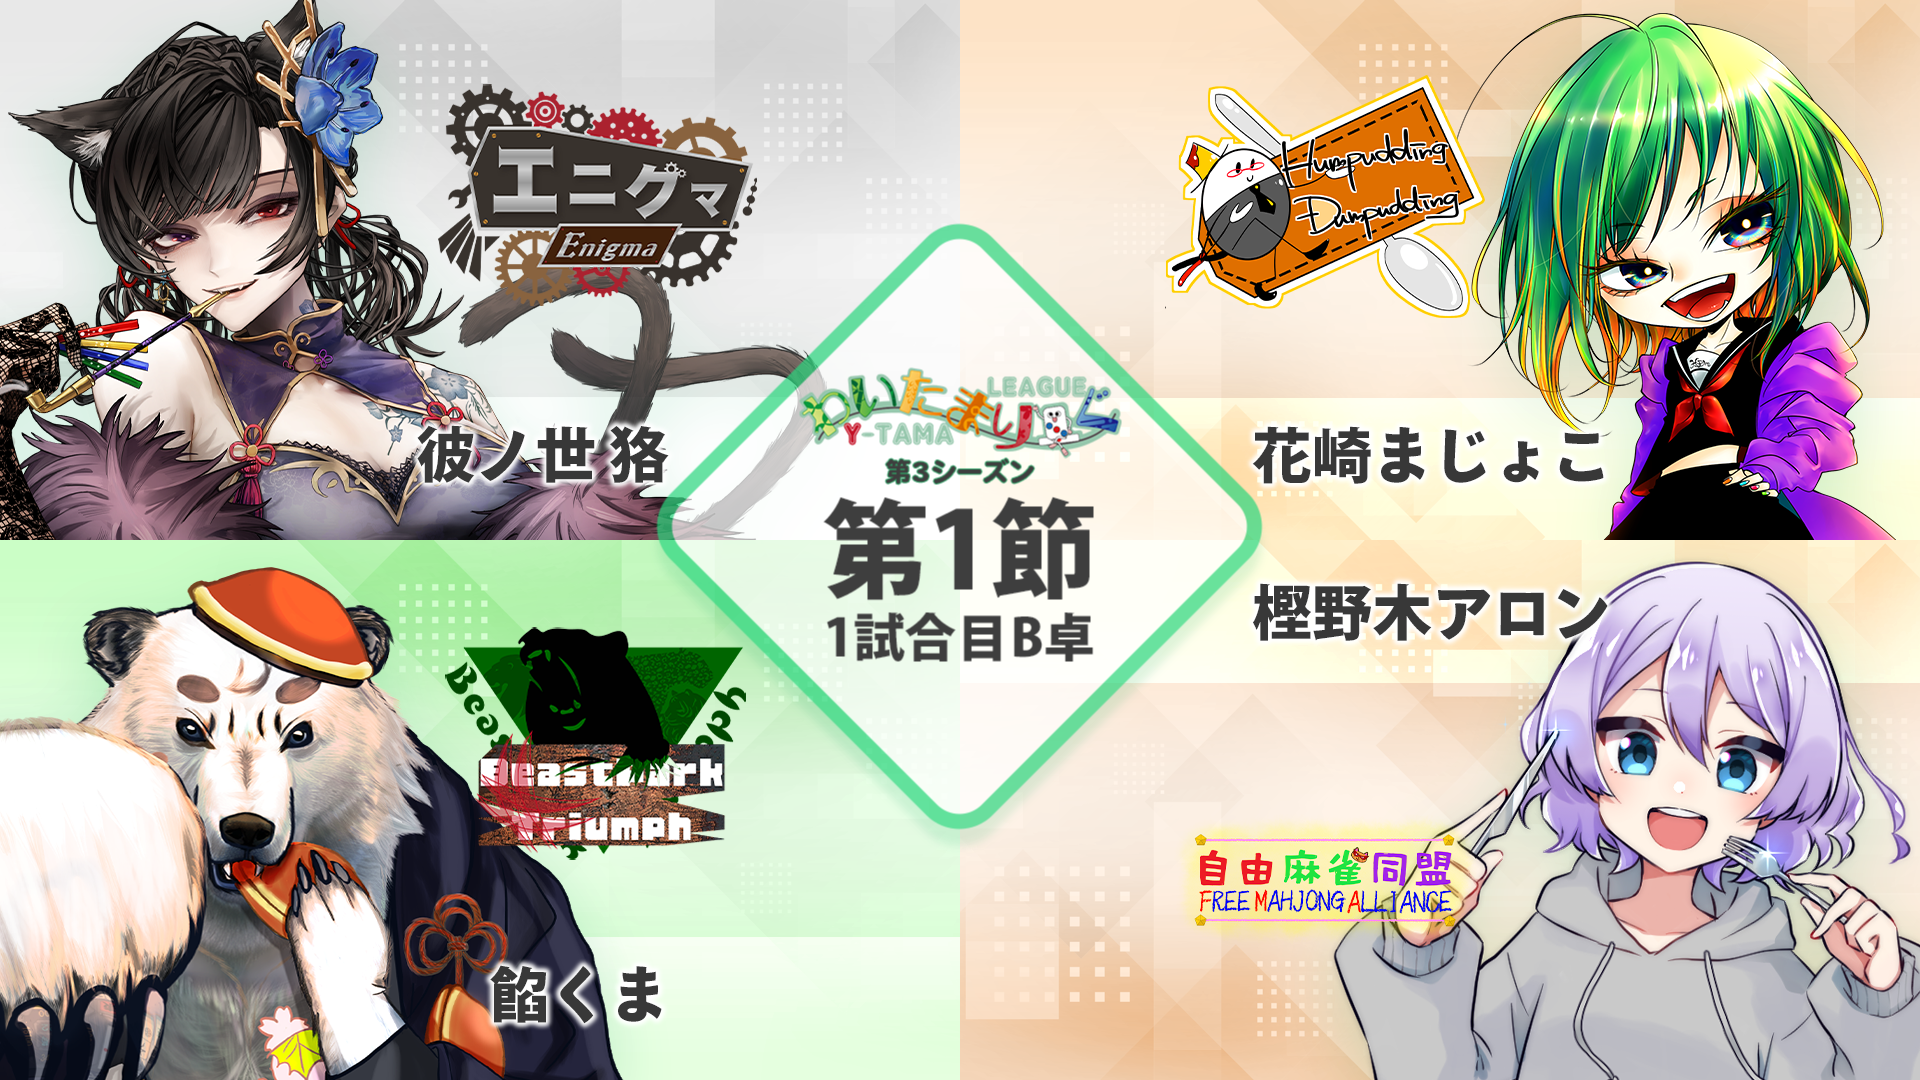 エニグマ
Enigma
彼ノ世 狢
Humpudding
Dumpudding
花崎まじょこ
わいたまりーぐ
LEAGUE
Y-TAMA
第3シーズン
第1節
1試合目B卓
Beastwark
Triumph
餡くま
樫野木アロン
自由麻雀同盟
FREE MAHJONG ALLIANCE